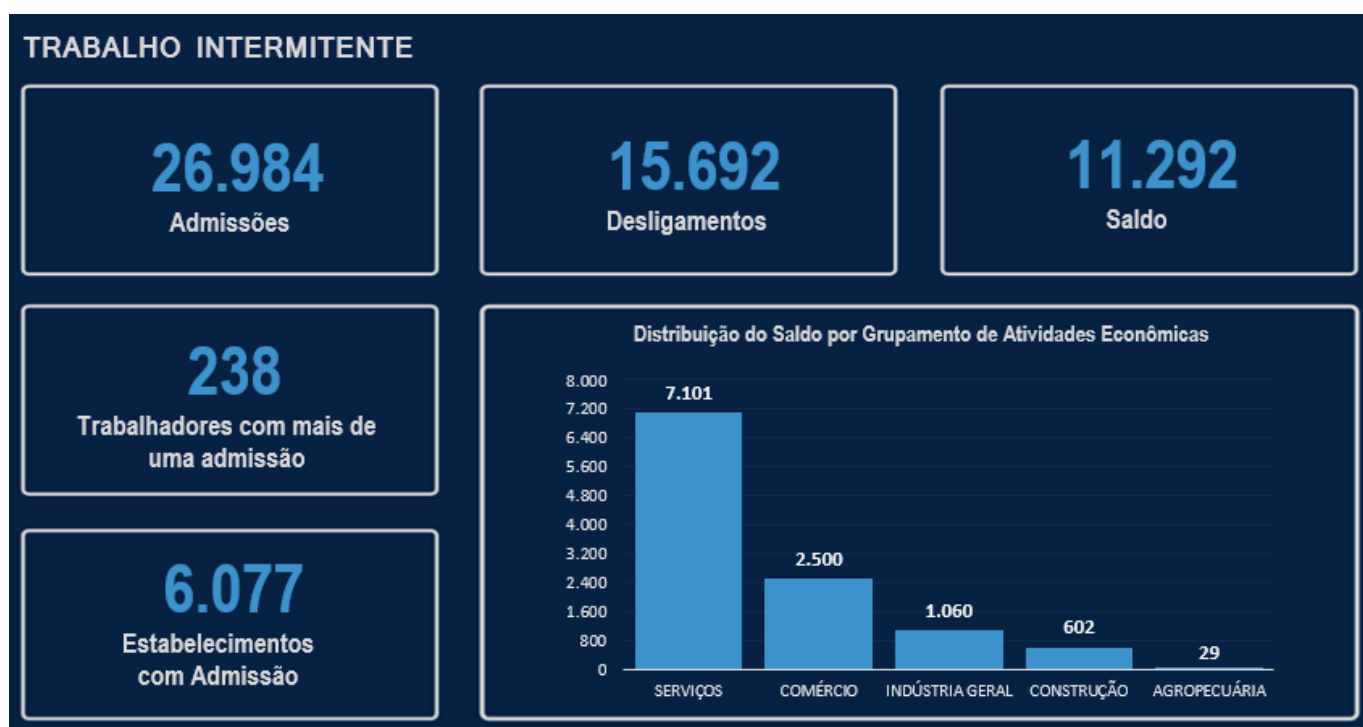 TRABALHO INTERMITENTE
26.984
Admissões
15.692
Desligamentos
11.292
Saldo
238
Trabalhadores com mais de
uma admissão
6.077
Estabelecimentos
com Admissão
Distribuição do Saldo por Grupamento de Atividades Econômicas
8.000
7.200
6.400
5.600
4.800
4.000
3.200
2.400
1.600
800
0
7.101
2.500
1.060
602
29
SERVIÇOS
COMÉRCIO
INDÚSTRIA GERAL
CONSTRUÇÃO
AGROPECUÁRIA